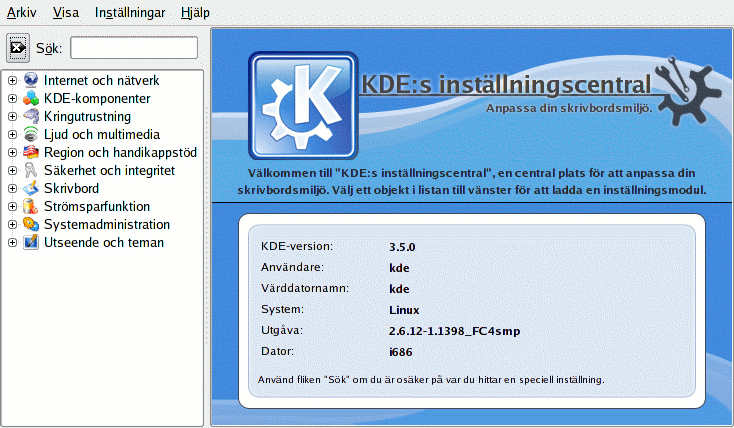 Arkiv Visa Inställningar Hjälp
Sök:
Internet och nätverk
KDE-komponenter
Kringutrustning
Ljud och multimedia
Region och handikappstöd
Säkerhet och integritet
Skrivbord
Strömsparfunktion
Systemadministration
Utseende och teman
KDE:s inställningscentral
Anpassa din skrivbordsmiljö.
Välkommen till "KDE:s inställningscentral", en central plats för att anpassa din
skrivbordsmiljö. Välj ett objekt i listan till vänster för att ladda en inställningsmodul.
KDE-version: 3.5.0
Användare: kde
Värddatornamn: kde
System: Linux
Utgåva: 2.6.12-1.1398_FC4smp
Dator: i686
Använd fliken "Sök" om du är osäker på var du hittar en speciell inställning.